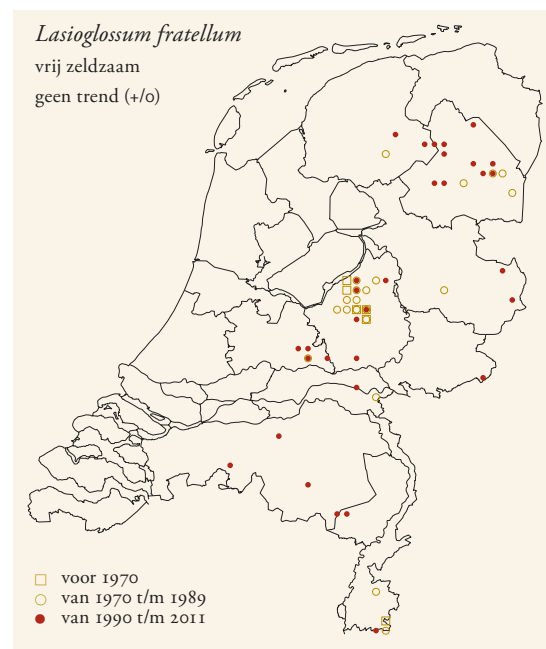 Lasioglossum fratellum
vrij zeldzaam
geen trend (+/0)
voor 1970
van 1970 t/m 1989
van 1990 t/m 2011